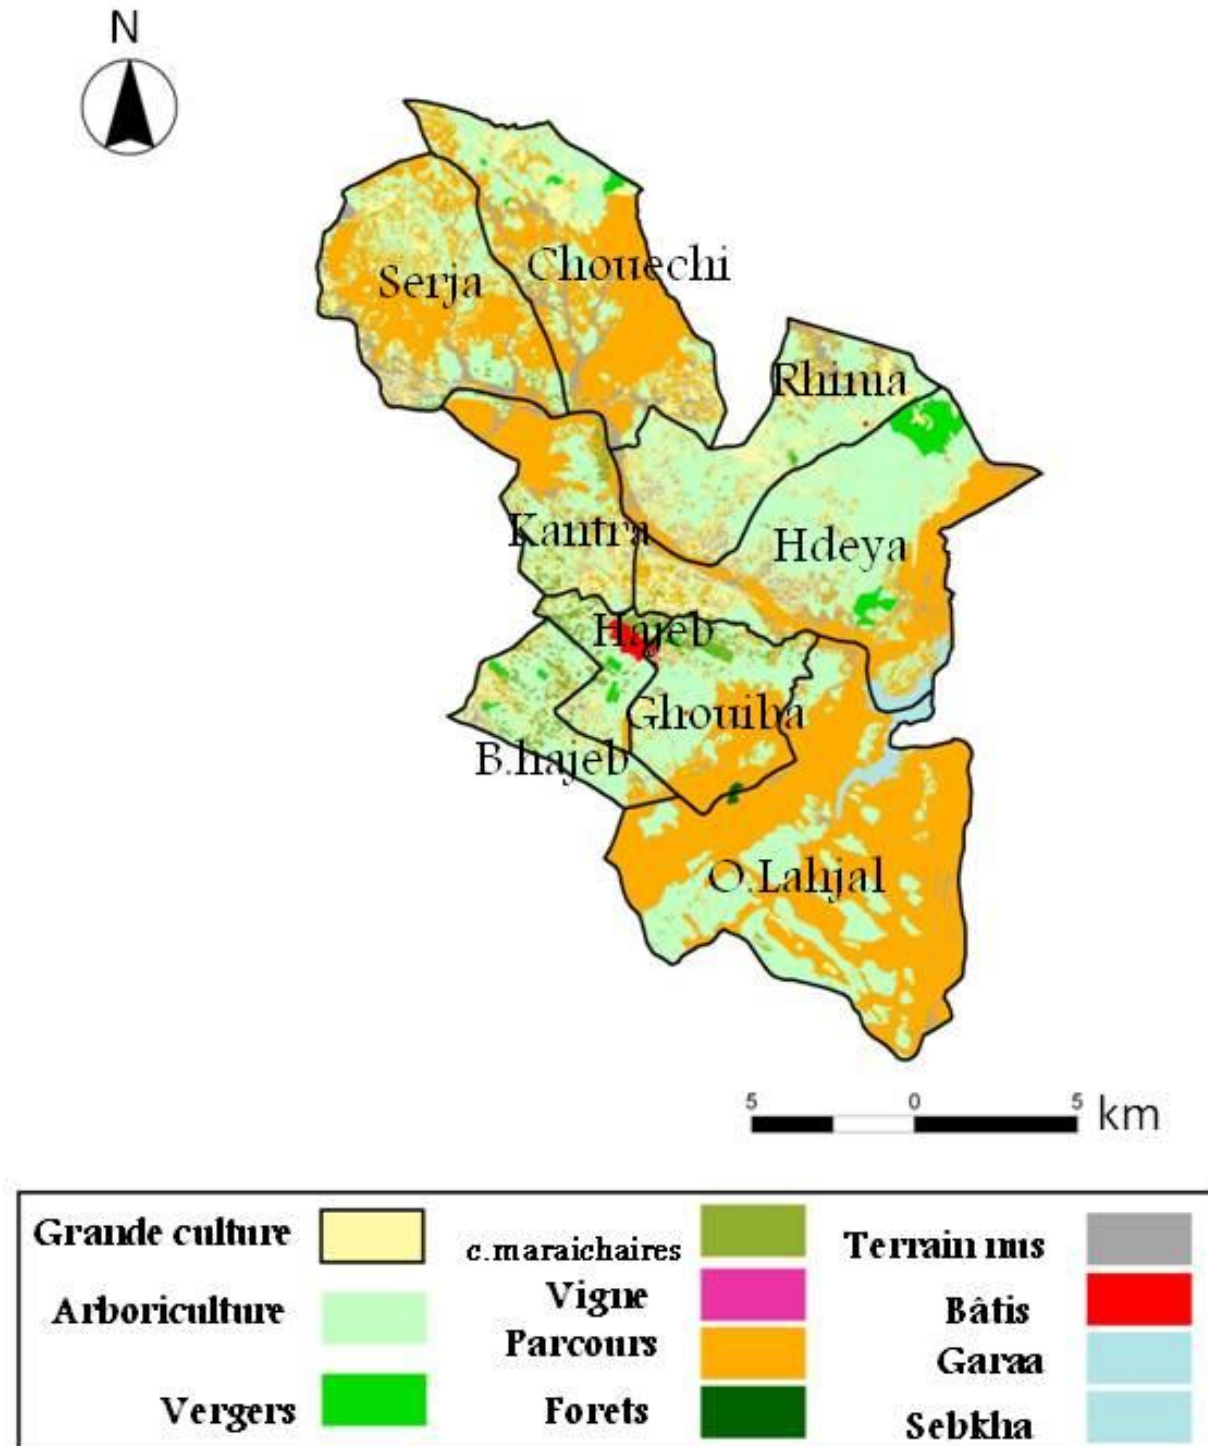 N
Serja
Chouechi
Rhima
Kantra
Hdeya
Hajeb
Ghouiba
B.hajeb
O.Lahjal
5 0 5 km
Grande culture
Arboriculture
Vergers
c.maraichaires
Vigne
Parcours
Forets
Terrain nus
Bâtis
Garaa
Sebkha